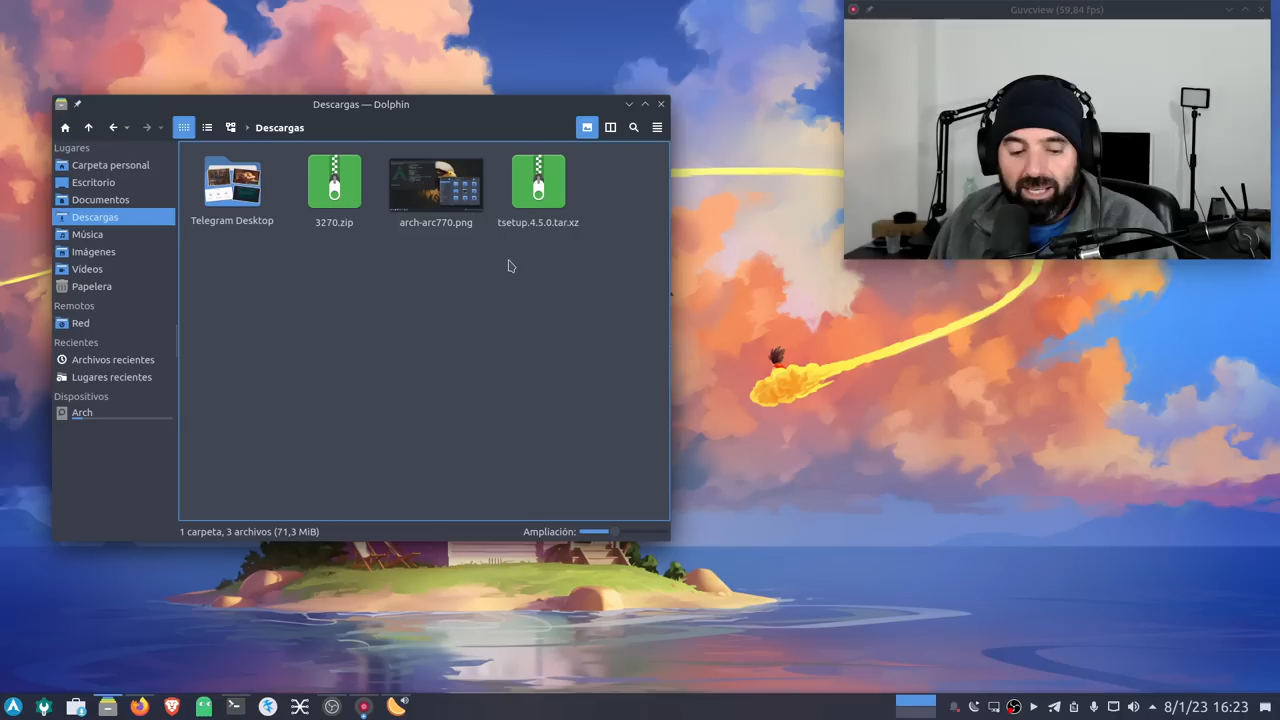 Guvcview (59,84 fps)
Descargas — Dolphin
Descargas
Lugares
Carpeta personal
Escritorio
Documentos
Descargas
Música
Imágenes
Vídeos
Papelera
Remotos
Red
Recientes
Archivos recientes
Lugares recientes
Dispositivos
Arch
Telegram Desktop
3270.zip
arch-arc770.png
tsetup.4.5.0.tar.xz
1 carpeta, 3 archivos (71,3 MiB)
Ampliación:
8/1/23 16:23